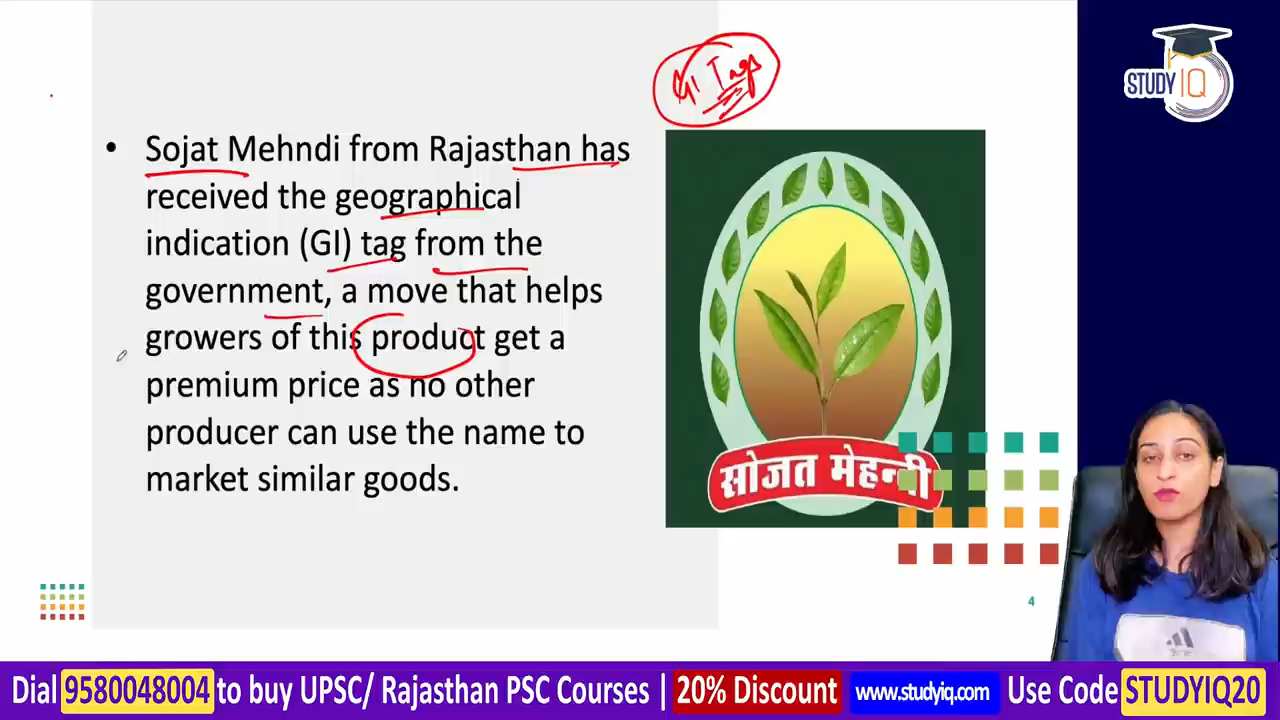 GI Tags
STUDY IQ
• Sojat Mehndi from Rajasthan has
received the geographical
indication (GI) tag from the
government, a move that helps
growers of this product get a
premium price as no other
producer can use the name to
market similar goods.
सोजत मेहन्दी
4
Dial 9580048004 to buy UPSC/ Rajasthan PSC Courses | 20% Discount www.studyiq.com Use Code STUDYIQ20